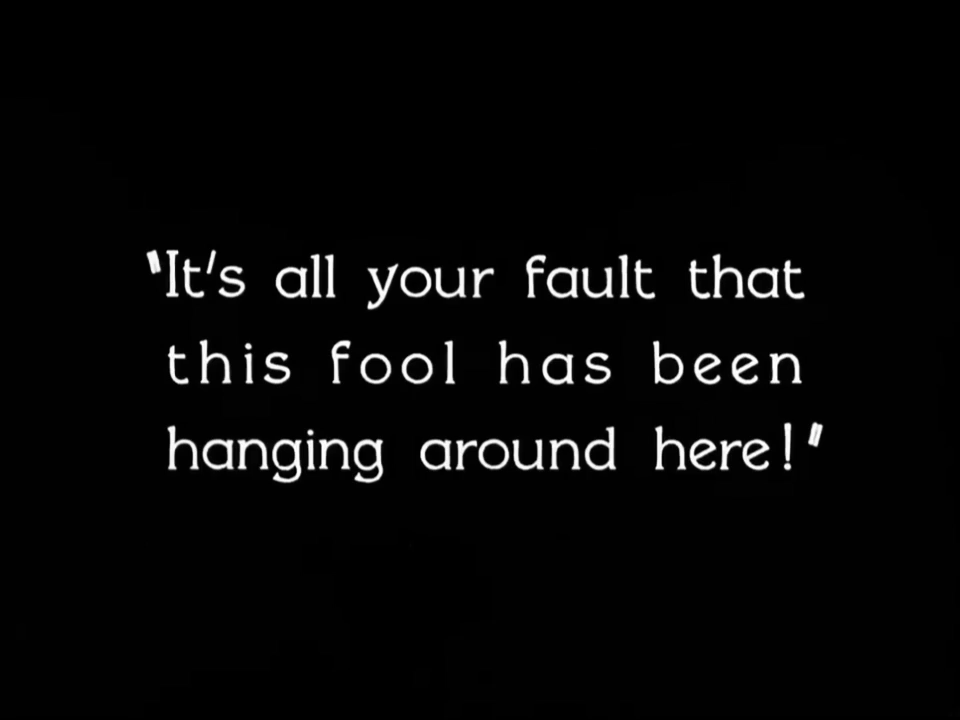 "It's all your fault that
this fool has been
hanging around here!"